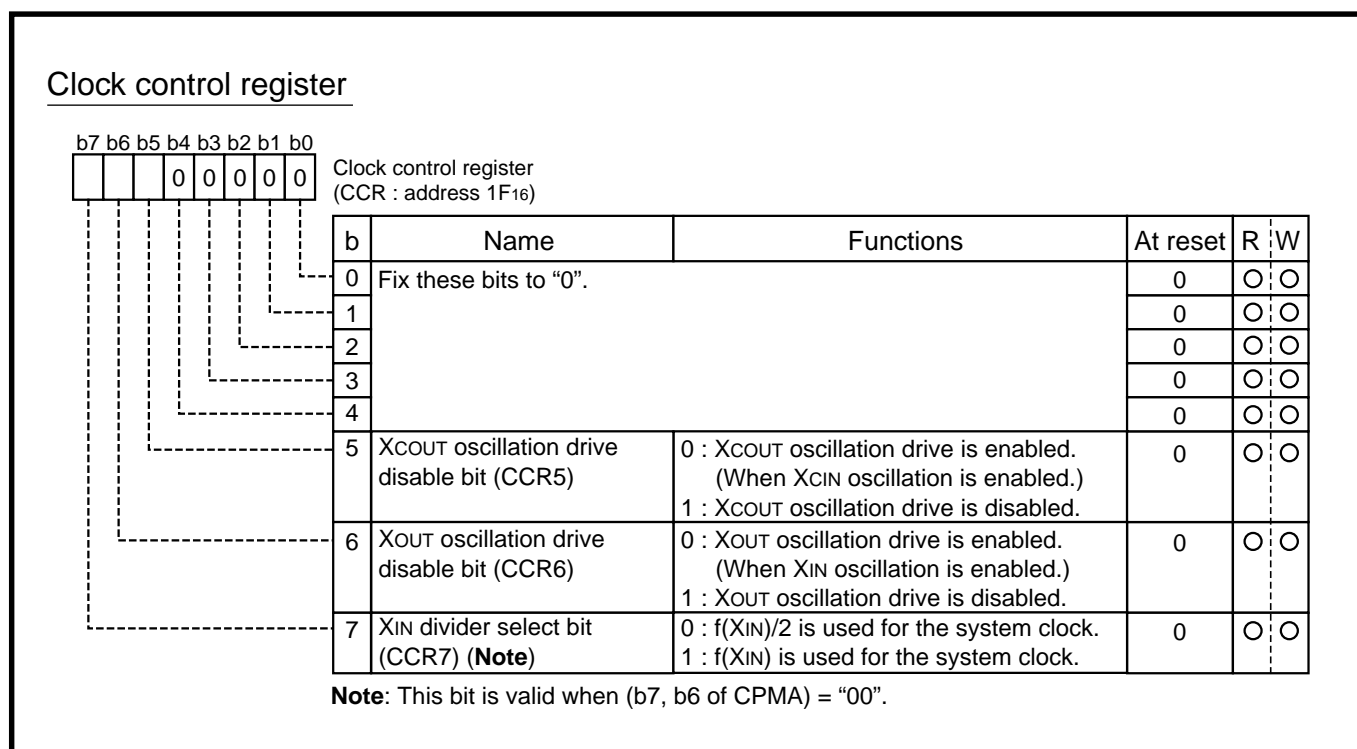 Clock control register
b7 b6 b5 b4 b3 b2 b1 b0
0 0 0 0 0
Clock control register
(CCR : address 1F16)
b Name Functions At reset R W
0 Fix these bits to “0”. 0 O O
1 0 O O
2 0 O O
3 0 O O
4 0 O O
5 XCOUT oscillation drive 0 : XCOUT oscillation drive is enabled. 0 O O
disable bit (CCR5) (When XCIN oscillation is enabled.)
1 : XCOUT oscillation drive is disabled.
6 XOUT oscillation drive 0 : XOUT oscillation drive is enabled. 0 O O
disable bit (CCR6) (When XIN oscillation is enabled.)
1 : XOUT oscillation drive is disabled.
7 XIN divider select bit 0 : f(XIN)/2 is used for the system clock. 0 O O
(CCR7) (Note) 1 : f(XIN) is used for the system clock.
Note: This bit is valid when (b7, b6 of CPMA) = “00”.